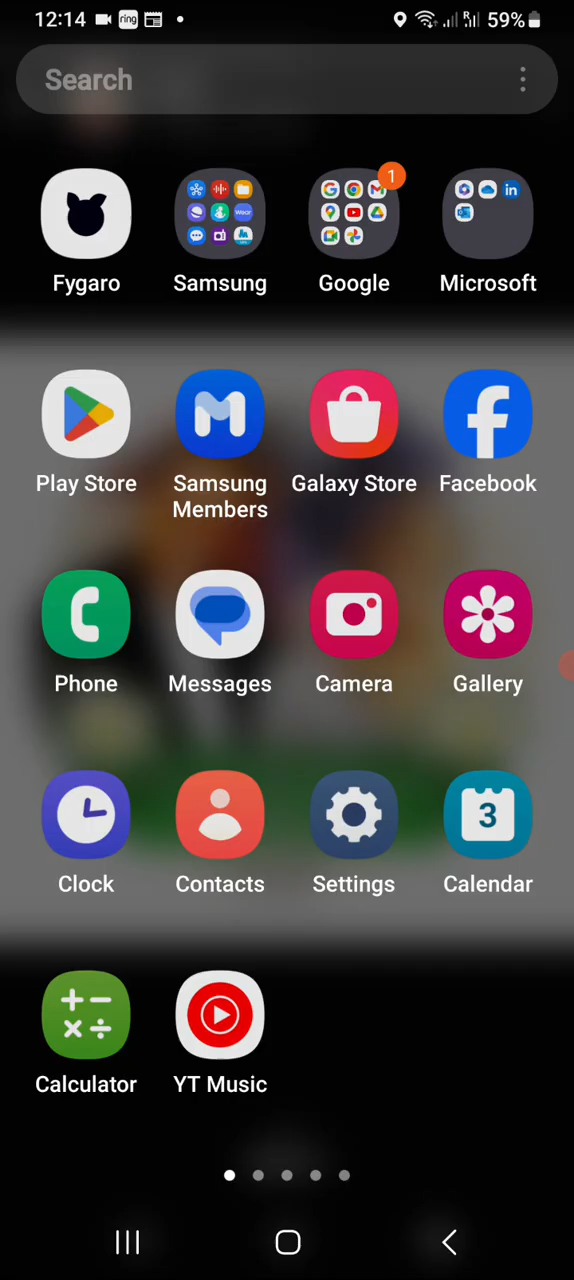 12:14 ring R 59%
Search
1
Fygaro Samsung Google Microsoft
Play Store Samsung Members Galaxy Store Facebook
Phone Messages Camera Gallery
3
Clock Contacts Settings Calendar
Calculator YT Music